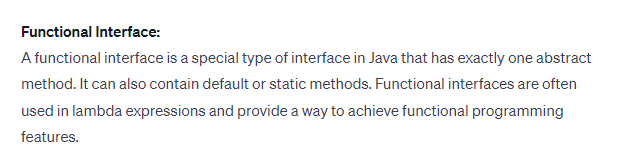 Functional Interface:
A functional interface is a special type of interface in Java that has exactly one abstract
method. It can also contain default or static methods. Functional interfaces are often
used in lambda expressions and provide a way to achieve functional programming
features.